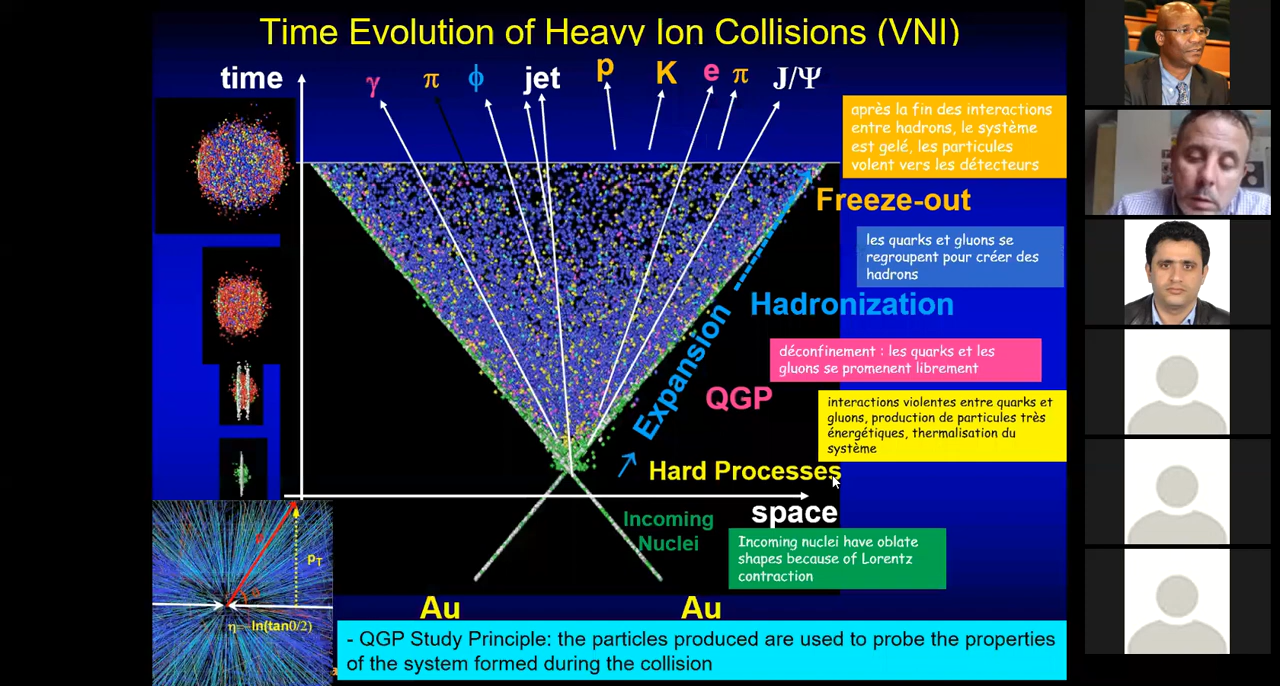 Time Evolution of Heavy Ion Collisions (VNI)
time
γ π ϕ jet p K e π J/Ψ
après la fin des interactions
entre hadrons, le système
est gelé, les particules
volent vers les détecteurs
Freeze-out
les quarks et gluons se
regroupent pour créer des
hadrons
Hadronization
Expansion
déconfinement : les quarks et les
gluons se promenent librement
QGP
interactions violentes entre quarks et
gluons, production de particules très
énergétiques, thermalisation du
système
Hard Processes
space
Incoming
Nuclei
Incoming nuclei have oblate
shapes because of Lorentz
contraction
p
pT
θ
η=-ln(tanθ/2)
Au
Au
- QGP Study Principle: the particles produced are used to probe the properties
of the system formed during the collision